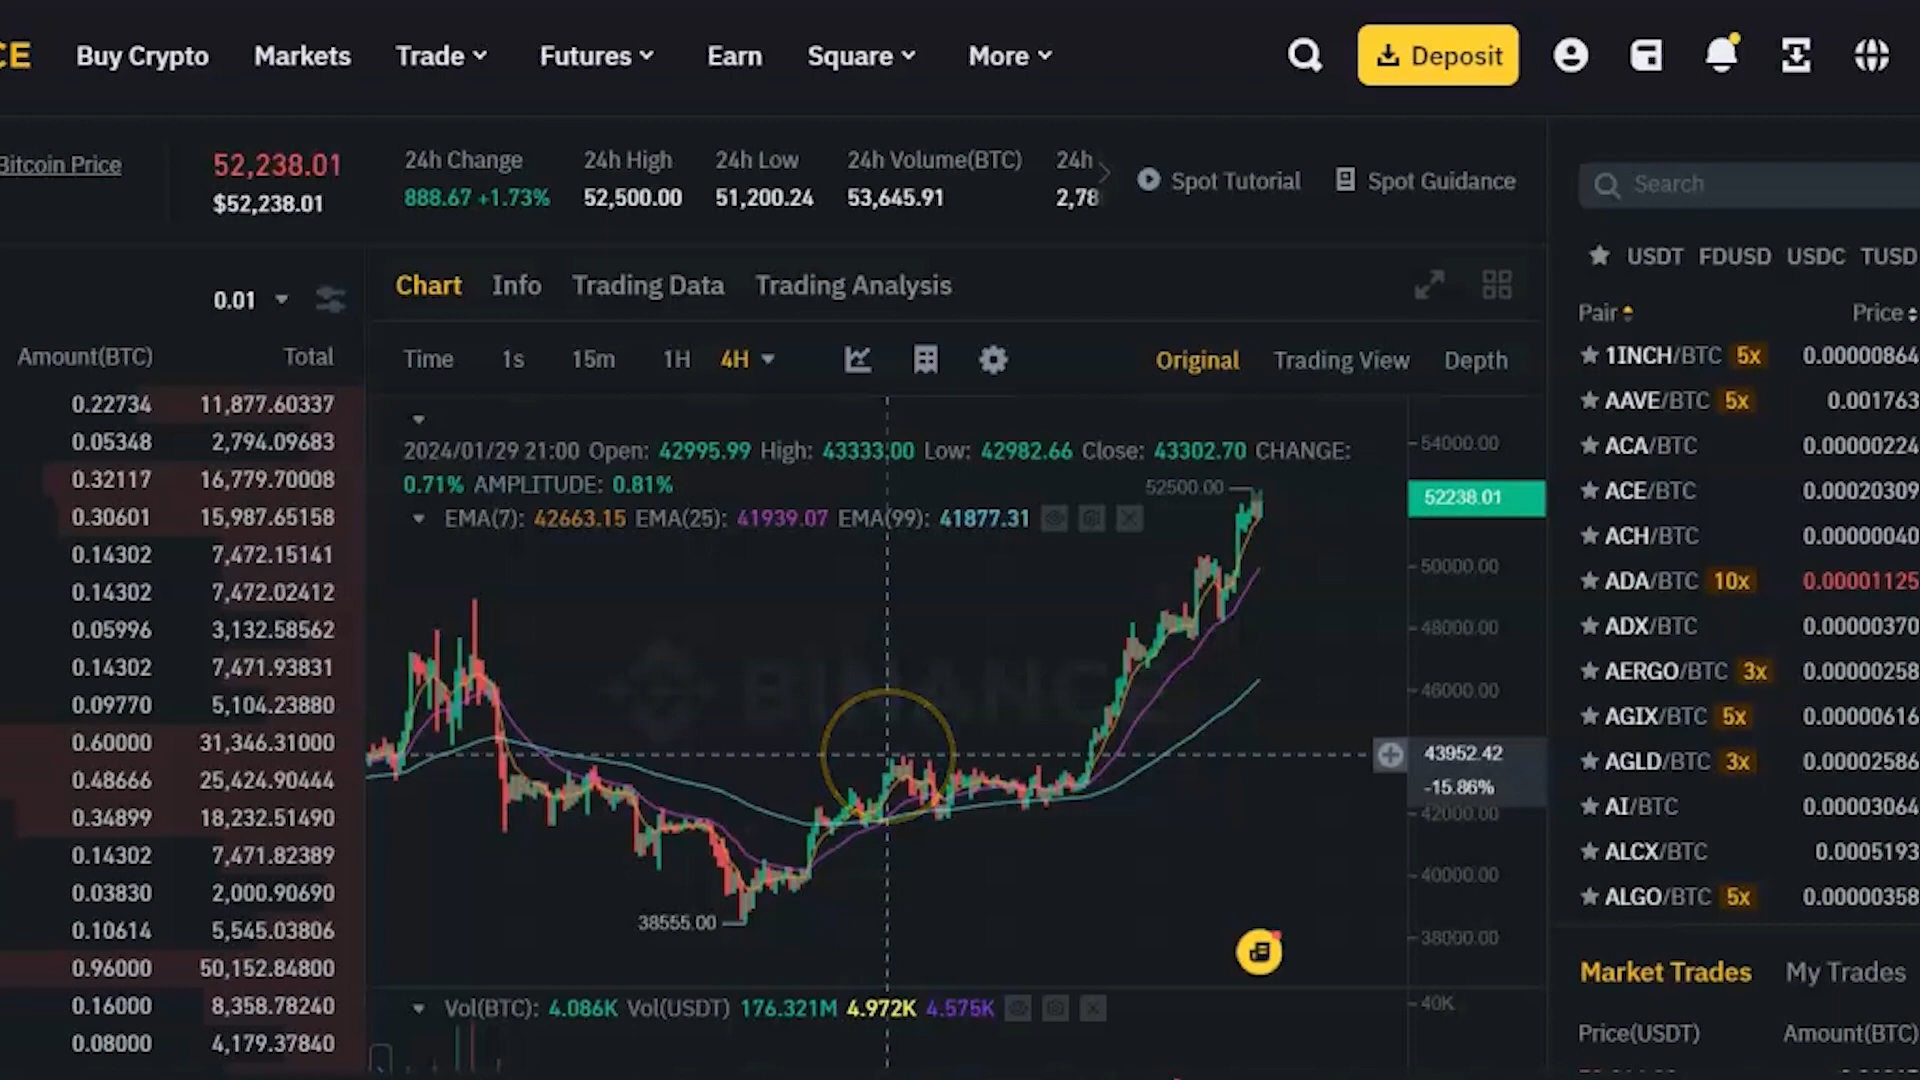 CE Buy Crypto Markets Trade Futures Earn Square More Deposit
Bitcoin Price
52,238.01
$52,238.01
24h Change
888.67 +1.73%
24h High
52,500.00
24h Low
51,200.24
24h Volume(BTC)
53,645.91
24h
2,78
Spot Tutorial Spot Guidance
0.01
Amount(BTC) Total
0.22734 11,877.60337
0.05348 2,794.09683
0.32117 16,779.70008
0.30601 15,987.65158
0.14302 7,472.15141
0.14302 7,472.02412
0.05996 3,132.58562
0.14302 7,471.93831
0.09770 5,104.23880
0.60000 31,346.31000
0.48666 25,424.90444
0.34899 18,232.51490
0.14302 7,471.82389
0.03830 2,000.90690
0.10614 5,545.03806
0.96000 50,152.84800
0.16000 8,358.78240
0.08000 4,179.37840
Chart Info Trading Data Trading Analysis
Time 1s 15m 1H 4H Original Trading View Depth
2024/01/29 21:00 Open: 42995.99 High: 43333.00 Low: 42982.66 Close: 43302.70 CHANGE:
0.71% AMPLITUDE: 0.81%
EMA(7): 42663.15 EMA(25): 41939.07 EMA(99): 41877.31
52500.00
BINANCE
38555.00
54000.00
52238.01
50000.00
48000.00
46000.00
43952.42
-15.86%
42000.00
40000.00
38000.00
Vol(BTC): 4.086K Vol(USDT) 176.321M 4.972K 4.575K
40K
Search
USDT FDUSD USDC TUSD
Pair Price
1INCH/BTC 5x 0.00000864
AAVE/BTC 5x 0.001763
ACA/BTC 0.00000224
ACE/BTC 0.00020309
ACH/BTC 0.00000040
ADA/BTC 10x 0.00001125
ADX/BTC 0.00000370
AERGO/BTC 3x 0.00000258
AGIX/BTC 5x 0.00000616
AGLD/BTC 3x 0.00002586
AI/BTC 0.00003064
ALCX/BTC 0.0005193
ALGO/BTC 5x 0.00000358
Market Trades My Trades
Price(USDT) Amount(BTC)